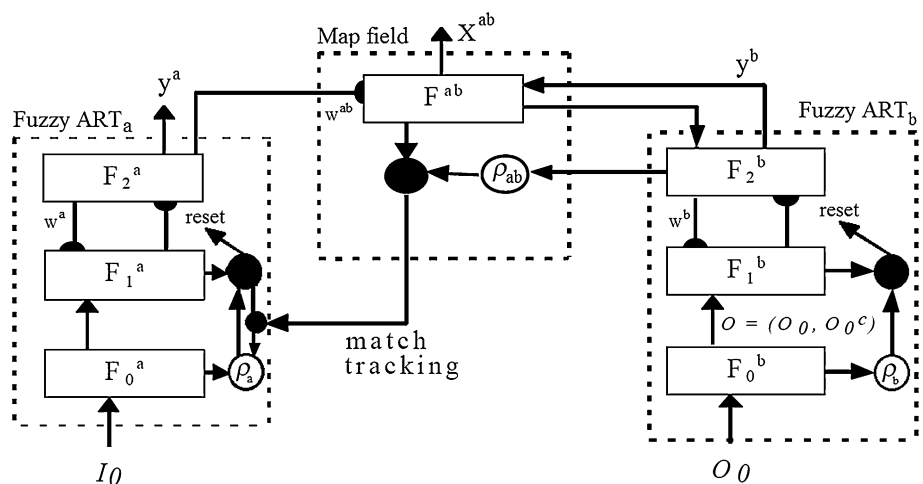 Map field
X^ab
F^ab
w^ab
y^a
y^b
Fuzzy ART_a
Fuzzy ART_b
F_2^a
F_2^b
ρ_ab
w^a
reset
w^b
reset
F_1^a
F_1^b
O = (O_0, O_0^c)
match
tracking
F_0^a
ρ_a
F_0^b
ρ_b
I_0
O_0